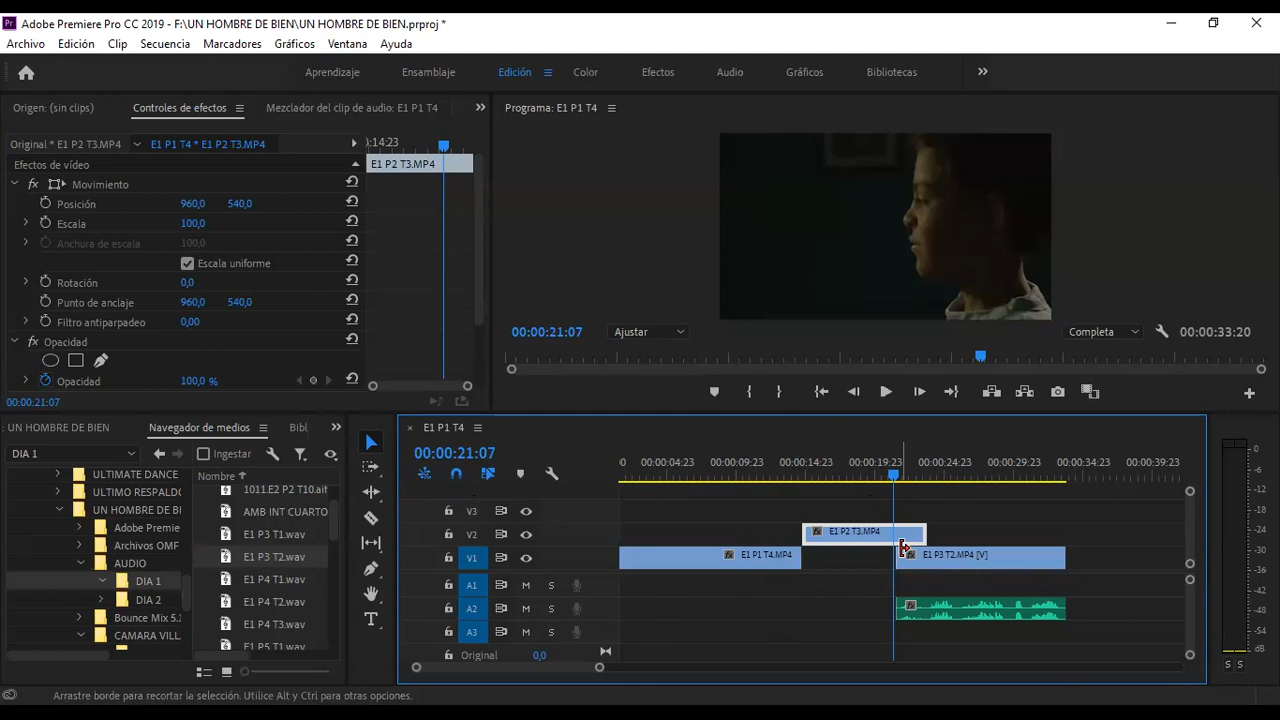 Adobe Premiere Pro CC 2019 - F:\UN HOMBRE DE BIEN\UN HOMBRE DE BIEN.prproj *
Archivo Edición Clip Secuencia Marcadores Gráficos Ventana Ayuda
Aprendizaje Ensamblaje Edición Color Efectos Audio Gráficos Bibliotecas
Origen: (sin clips) Controles de efectos Mezclador del clip de audio: E1 P1 T4
Programa: E1 P1 T4
Original * E1 P2 T3.MP4 E1 P1 T4 * E1 P2 T3.MP4
:14:23
Efectos de vídeo
E1 P2 T3.MP4
fx Movimiento
Posición 960,0 540,0
Escala 100,0
Anchura de escala 100,0
Escala uniforme
Rotación 0,0
Punto de anclaje 960,0 540,0
Filtro antiparpadeo 0,00
fx Opacidad
Opacidad 100,0 %
00:00:21:07
00:00:21:07 Ajustar Completa 00:00:33:20
UN HOMBRE DE BIEN Navegador de medios Bibl
DIA 1 Ingestar
Nombre
ULTIMATE DANCE
ULTIMO RESPALDO
UN HOMBRE DE BI
Adobe Premie
Archivos OMF
AUDIO
DIA 1
DIA 2
Bounce Mix 5.
CAMARA VILL
1011.E2 P2 T10.aif
AMB INT CUARTO
E1 P3 T1.wav
E1 P3 T2.wav
E1 P4 T1.wav
E1 P4 T2.wav
E1 P4 T3.wav
E1 P5 T1.wav
E1 P1 T4
00:00:21:07
0 00:00:04:23 00:00:09:23 00:00:14:23 00:00:19:23 00:00:24:23 00:00:29:23 00:00:34:23 00:00:39:23
V3
V2 E1 P2 T3.MP4
V1 E1 P1 T4.MP4 E1 P3 T2.MP4 [V]
A1 M S
A2 M S
A3 M S
Original 0,0
0
-6
-12
-18
-24
-30
-36
-42
-48
-54
dB
S S
Arrastre borde para recortar la selección. Utilice Alt y Ctrl para otras opciones.